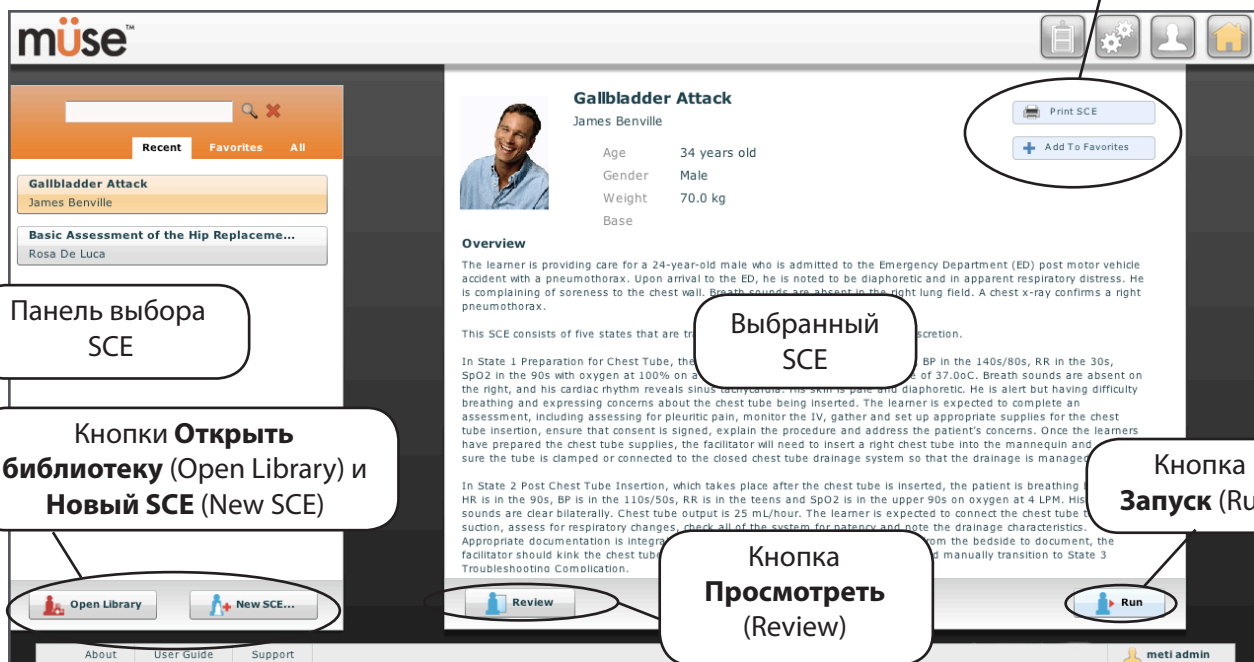 müse™
Recent Favorites All
Gallbladder Attack
James Benville
Basic Assessment of the Hip Replaceme...
Rosa De Luca
Панель выбора
SCE
Кнопки Открыть
библиотеку (Open Library) и
Новый SCE (New SCE)
Open Library New SCE...
Gallbladder Attack
James Benville
Age 34 years old
Gender Male
Weight 70.0 kg
Base
Print SCE
Add To Favorites
Overview
The learner is providing care for a 24-year-old male who is admitted to the Emergency Department (ED) post motor vehicle
accident with a pneumothorax. Upon arrival to the ED, he is noted to be diaphoretic and in apparent respiratory distress. He
is complaining of soreness to the chest wall. Breath sounds are absent in the right lung field. A chest x-ray confirms a right
pneumothorax.
This SCE consists of five states that are scretion.
Выбранный
SCE
In State 1 Preparation for Chest Tube, the BP in the 140s/80s, RR in the 30s,
SpO2 in the 90s with oxygen at 100% on a of 37.0oC. Breath sounds are absent on
the right, and his cardiac rhythm reveals sinus tachycardia. His skin is pale and diaphoretic. He is alert but having difficulty
breathing and expressing concerns about the chest tube being inserted. The learner is expected to complete an
assessment, including assessing for pleuritic pain, monitor the IV, gather and set up appropriate supplies for the chest
tube insertion, ensure that consent is signed, explain the procedure and address the patient's concerns. Once the learners
have prepared the chest tube supplies, the facilitator will need to insert a right chest tube into the mannequin and
sure the tube is clamped or connected to the closed chest tube drainage system so that the drainage is managed
In State 2 Post Chest Tube Insertion, which takes place after the chest tube is inserted, the patient is breathing
HR is in the 90s, BP is in the 110s/50s, RR is in the teens and SpO2 is in the upper 90s on oxygen at 4 LPM. His
sounds are clear bilaterally. Chest tube output is 25 mL/hour. The learner is expected to connect the chest tube
suction, assess for respiratory changes, check all of the system for patency and note the drainage characteristics.
Appropriate documentation is integral from the bedside to document, the
facilitator should kink the chest tube manually transition to State 3
Troubleshooting Complication.
Кнопка
Запуск (Ru
Кнопка
Просмотреть
(Review)
Review Run
About User Guide Support meti admin